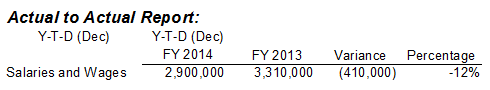 Actual to Actual Report:
Y-T-D (Dec) Y-T-D (Dec)
FY 2014 FY 2013 Variance Percentage
Salaries and Wages 2,900,000 3,310,000 (410,000) -12%